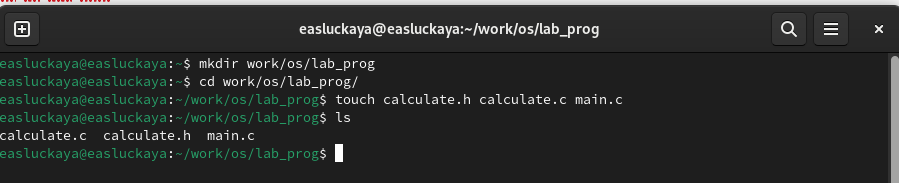 easluckaya@easluckaya:~/work/os/lab_prog
easluckaya@easluckaya:~$ mkdir work/os/lab_prog
easluckaya@easluckaya:~$ cd work/os/lab_prog/
easluckaya@easluckaya:~/work/os/lab_prog$ touch calculate.h calculate.c main.c
easluckaya@easluckaya:~/work/os/lab_prog$ ls
calculate.c  calculate.h  main.c
easluckaya@easluckaya:~/work/os/lab_prog$